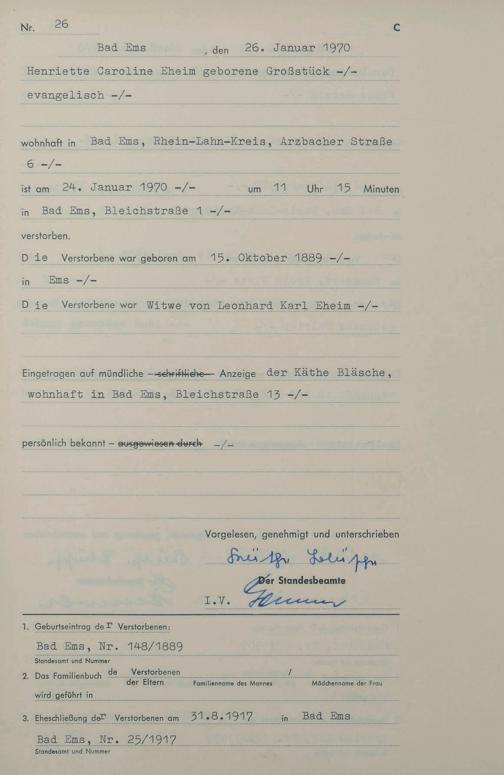 Nr. 26 C
Bad Ems , den 26. Januar 1970
Henriette Caroline Eheim geborene Großstück -/-
evangelisch -/-
wohnhaft in Bad Ems, Rhein-Lahn-Kreis, Arzbacher Straße
6 -/-
ist am 24. Januar 1970 -/- um 11 Uhr 15 Minuten
in Bad Ems, Bleichstraße 1 -/-
verstorben.
D ie Verstorbene war geboren am 15. Oktober 1889 -/-
in Ems -/-
D ie Verstorbene war Witwe von Leonhard Karl Eheim -/-
Eingetragen auf mündliche – schriftliche – Anzeige der Käthe Bläsche,
wohnhaft in Bad Ems, Bleichstraße 13 -/-
persönlich bekannt – ausgewiesen durch -/-
Vorgelesen, genehmigt und unterschrieben
Der Standesbeamte
I.V.
1. Geburtseintrag der Verstorbenen:
Bad Ems, Nr. 148/1889
Standesamt und Nummer
2. Das Familienbuch de Verstorbenen /
der Eltern Familienname des Mannes Mädchenname der Frau
wird geführt in
3. Eheschließung der Verstorbenen am 31.8.1917 in Bad Ems
Bad Ems, Nr. 25/1917
Standesamt und Nummer